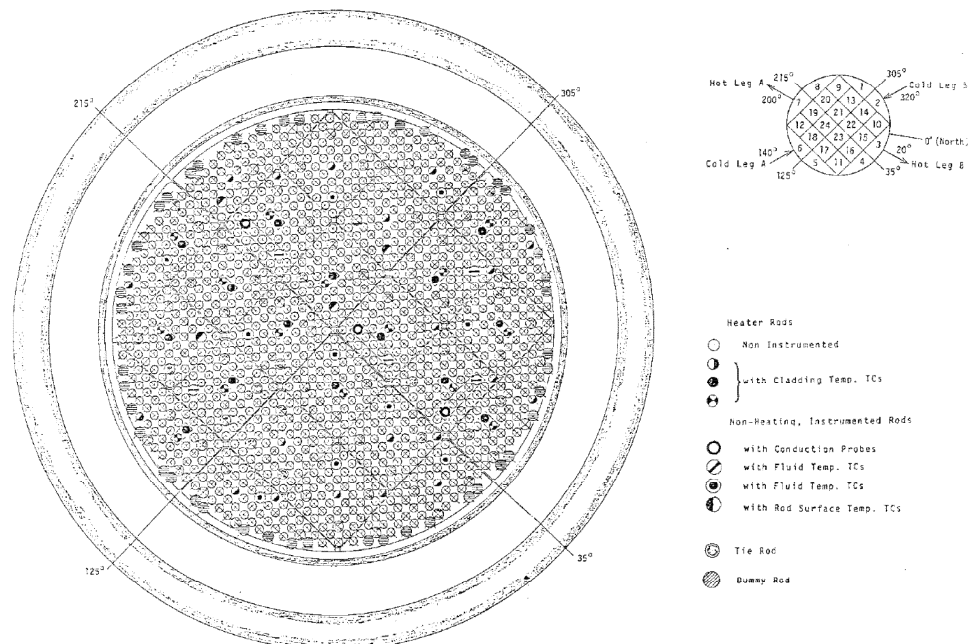 215°
305°
125°
35°
Hot Leg A
215°
305°
Cold Leg B
200°
320°
8 9 1
7 20 13 2
19 21 14
12 24 22 10
18 23 15
6 17 16 3
5 11 4
0° (North)
140°
20°
Cold Leg A
Hot Leg B
125°
35°
Heater Rods
Non Instrumented
with Cladding Temp. TCs
Non-Heating, Instrumented Rods
with Conduction Probes
with Fluid Temp. TCs
with Fluid Temp. TCs
with Rod Surface Temp. TCs
Tie Rod
Dummy Rod